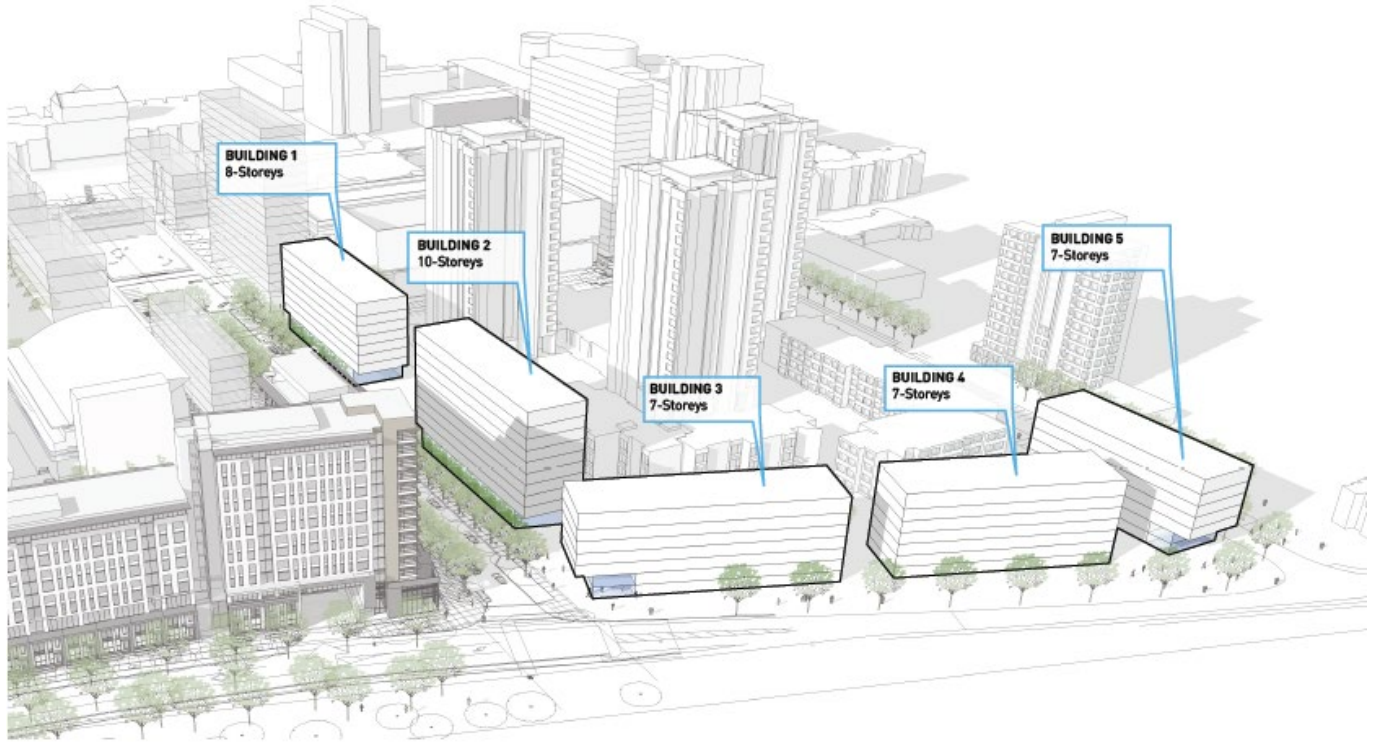 BUILDING 1
8-Storeys
BUILDING 2
10-Storeys
BUILDING 3
7-Storeys
BUILDING 4
7-Storeys
BUILDING 5
7-Storeys